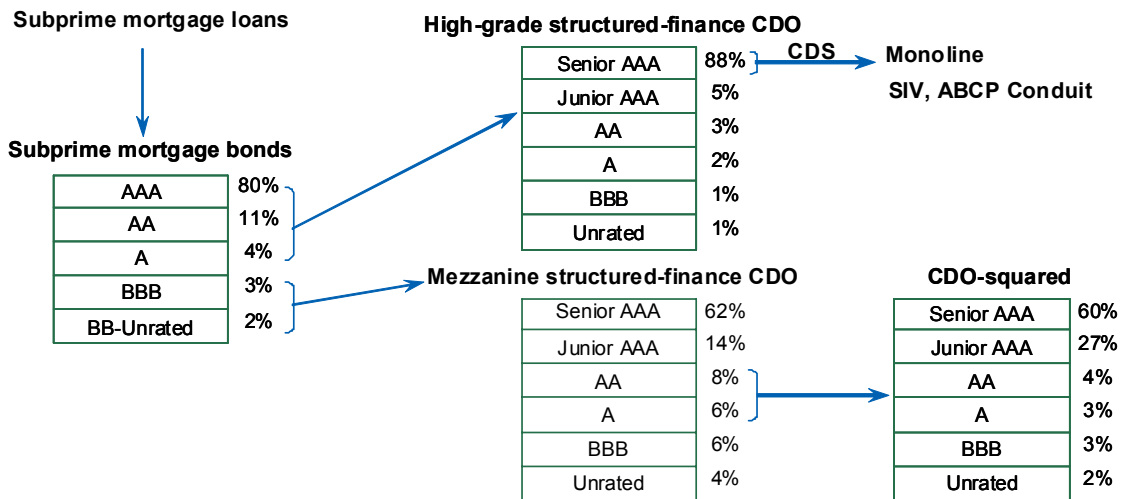 Subprime mortgage loans
Subprime mortgage bonds
AAA 80%
AA 11%
A 4%
BBB 3%
BB-Unrated 2%
High-grade structured-finance CDO
Senior AAA 88%
Junior AAA 5%
AA 3%
A 2%
BBB 1%
Unrated 1%
CDS
Monoline
SIV, ABCP Conduit
Mezzanine structured-finance CDO
Senior AAA 62%
Junior AAA 14%
AA 8%
A 6%
BBB 6%
Unrated 4%
CDO-squared
Senior AAA 60%
Junior AAA 27%
AA 4%
A 3%
BBB 3%
Unrated 2%